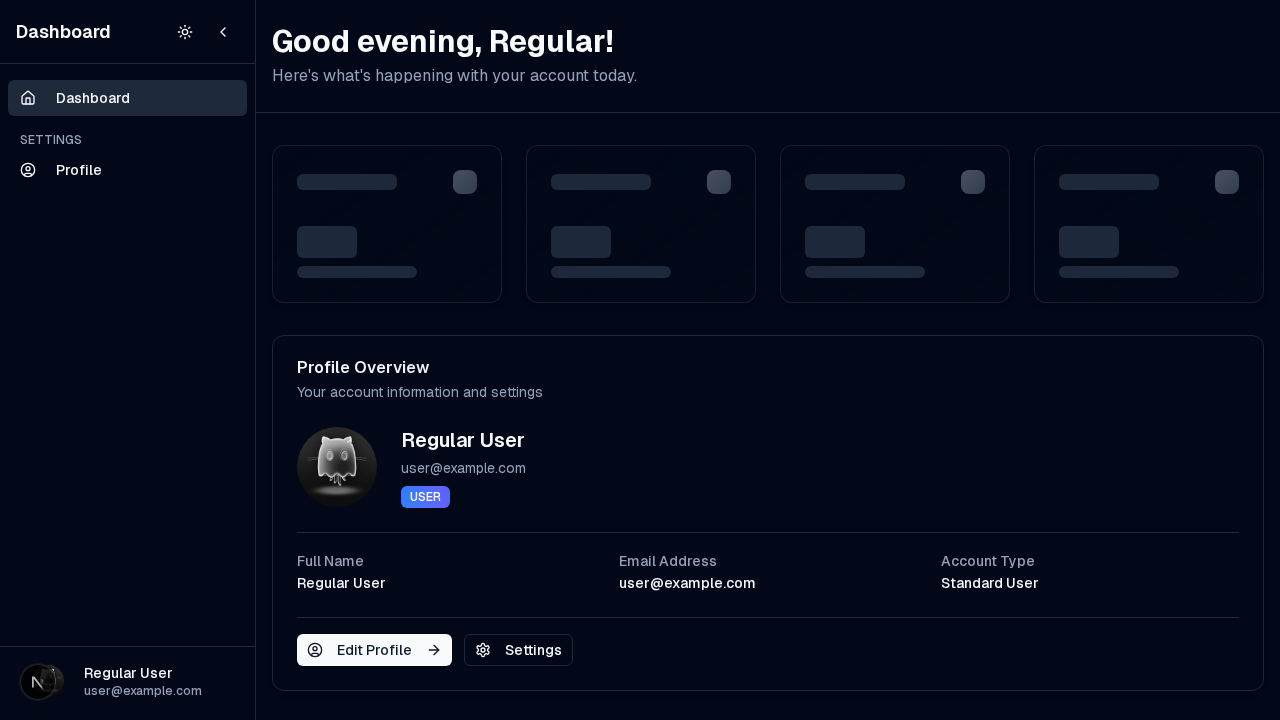 Dashboard
Dashboard
SETTINGS
Profile
Regular User
user@example.com
Good evening, Regular!
Here's what's happening with your account today.
Profile Overview
Your account information and settings
Regular User
user@example.com
USER
Full Name
Regular User
Email Address
user@example.com
Account Type
Standard User
Edit Profile
Settings